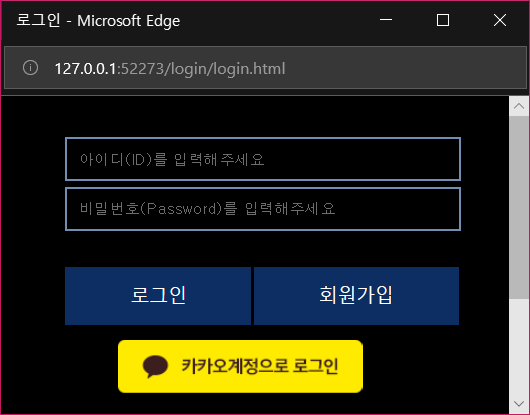 로그인 - Microsoft Edge
127.0.0.1:52273/login/login.html
아이디(ID)를 입력해주세요
비밀번호(Password)를 입력해주세요
로그인 회원가입
카카오계정으로 로그인